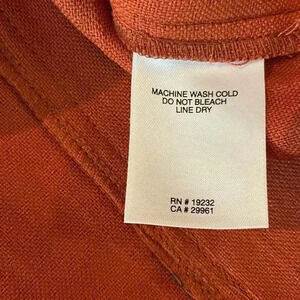 MACHINE WASH COLD
DO NOT BLEACH
LINE DRY
RN # 19232
CA # 29961